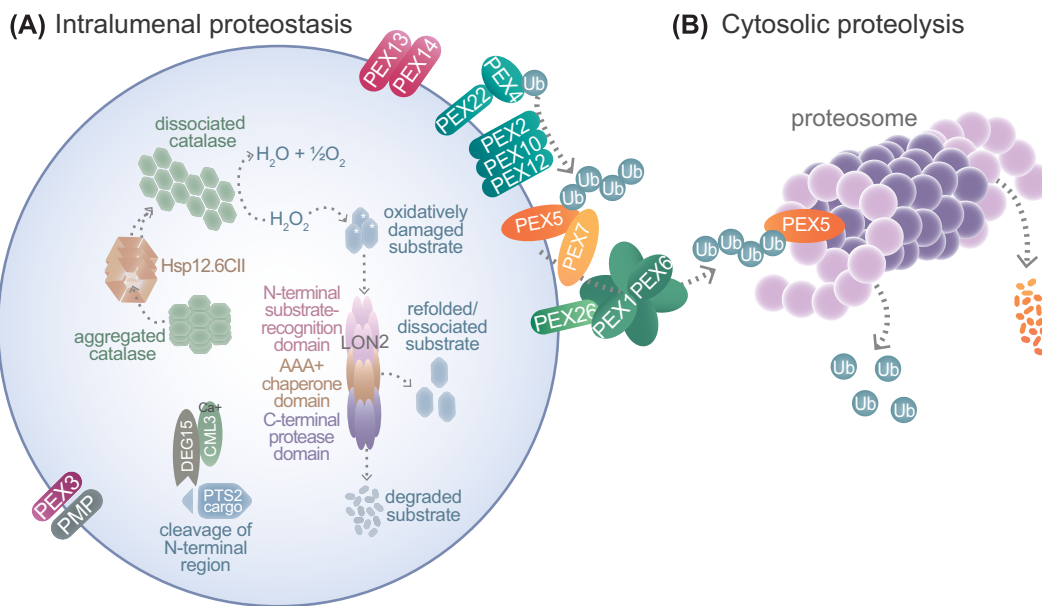 (A) Intralumenal proteostasis
(B) Cytosolic proteolysis
PEX13
PEX14
PEX22
PEX4
Ub
PEX2
PEX10
PEX12
Ub
Ub
Ub
Ub
Ub
PEX5
PEX7
PEX26
PEX1
PEX6
dissociated
catalase
H2O + ½O2
H2O2
oxidatively
damaged
substrate
Hsp12.6CII
aggregated
catalase
N-terminal
substrate-
recognition
domain
LON2
AAA+
chaperone
domain
C-terminal
protease
domain
refolded/
dissociated
substrate
degraded
substrate
Ca+
DEG15
CML3
PTS2
cargo
cleavage of
N-terminal
region
PEX3
PMP
proteosome
Ub
Ub
Ub
Ub
PEX5
Ub
Ub
Ub
Ub